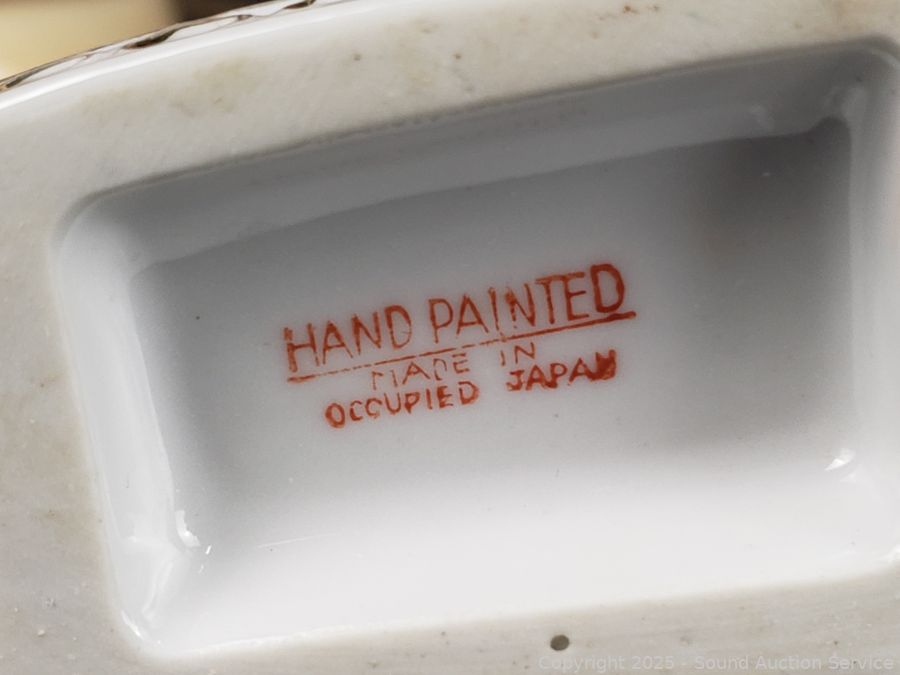 HAND PAINTED
MADE IN
OCCUPIED JAPAN
Copyright 2025 - Sound Auction Service